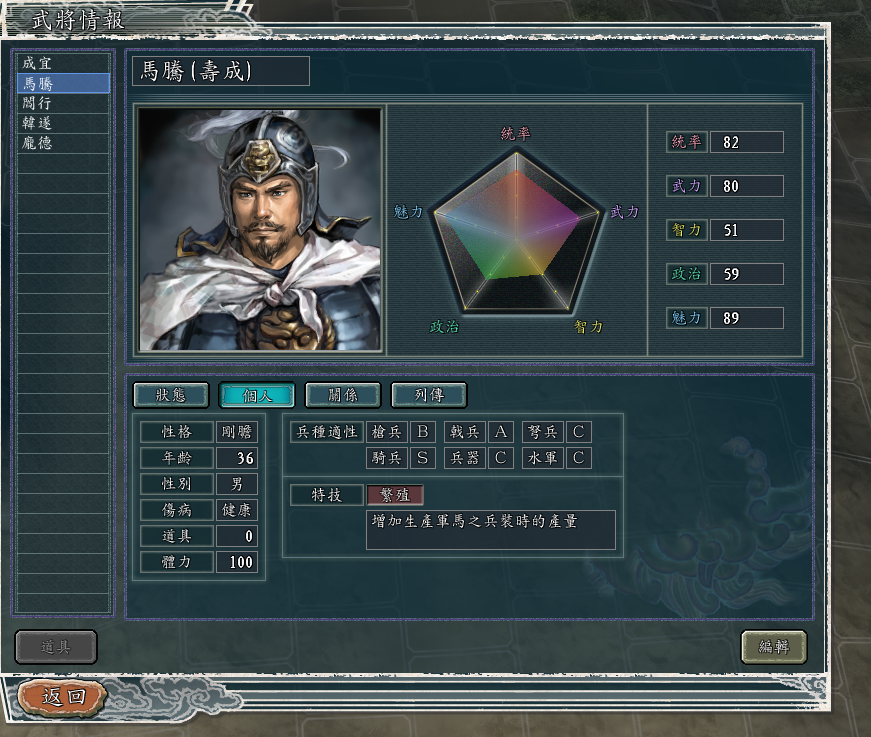 武將情報
成宜
馬騰
閻行
韓遂
龐德
馬騰(壽成)
統率
武力
智力
政治
魅力
統率 82
武力 80
智力 51
政治 59
魅力 89
狀態 個人 關係 列傳
性格 剛膽
年齡 36
性別 男
傷病 健康
道具 0
體力 100
兵種適性 槍兵 B 戟兵 A 弩兵 C
騎兵 S 兵器 C 水軍 C
特技 繁殖
增加生產軍馬之兵裝時的產量
道具
編輯
返回